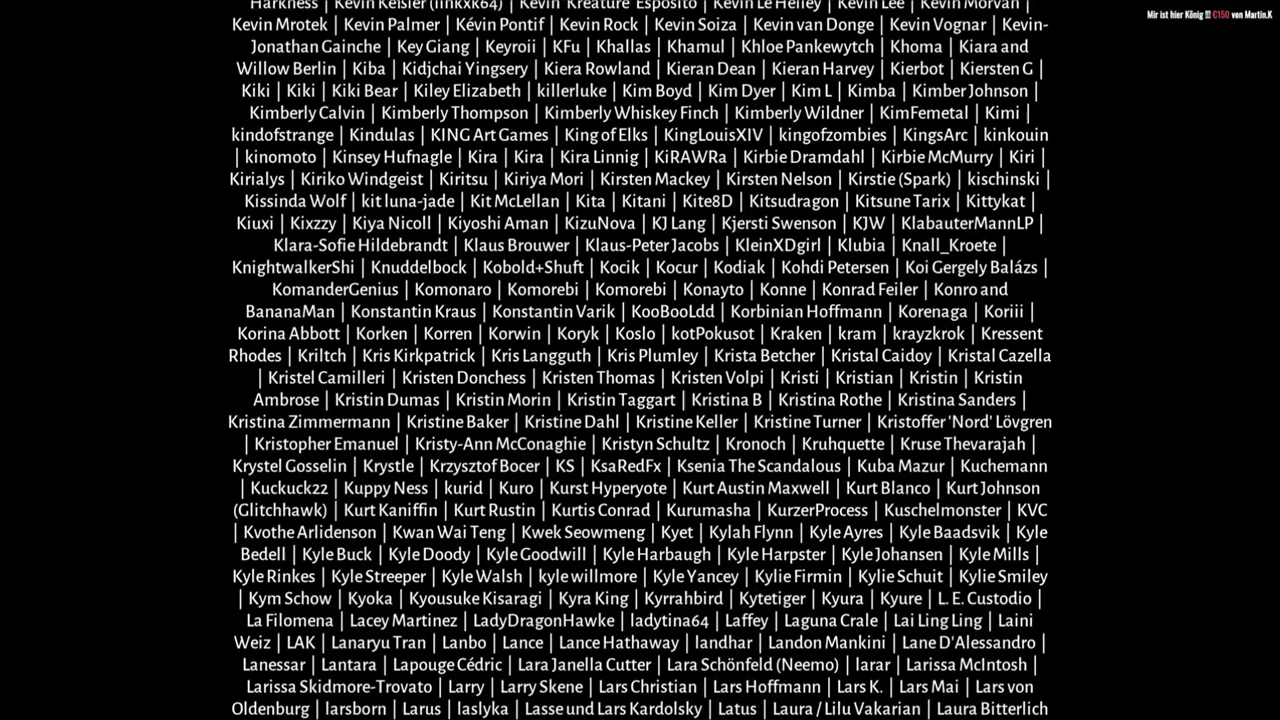 Harkness | Kevin Keisler (linkxk64) | Kevin 'Kreature' Esposito | Kevin Le Helley | Kevin Lee | Kevin Morvan |
Mir ist hier König !!! €150 von Martin.K
Kevin Mrotek | Kevin Palmer | Kévin Pontif | Kevin Rock | Kevin Soiza | Kevin van Donge | Kevin Vognar | Kevin-
Jonathan Gainche | Key Giang | Keyroii | KFu | Khallas | Khamul | Khloe Pankewytch | Khoma | Kiara and
Willow Berlin | Kiba | Kidjchai Yingsery | Kiera Rowland | Kieran Dean | Kieran Harvey | Kierbot | Kiersten G |
Kiki | Kiki | Kiki Bear | Kiley Elizabeth | killerluke | Kim Boyd | Kim Dyer | Kim L | Kimba | Kimber Johnson |
Kimberly Calvin | Kimberly Thompson | Kimberly Whiskey Finch | Kimberly Wildner | KimFemetal | Kimi |
kindofstrange | Kindulas | KING Art Games | King of Elks | KingLouisXIV | kingofzombies | KingsArc | kinkouin
| kinomoto | Kinsey Hufnagle | Kira | Kira | Kira Linnig | KiRAWRa | Kirbie Dramdahl | Kirbie McMurry | Kiri |
Kirialys | Kiriko Windgeist | Kiritsu | Kiriya Mori | Kirsten Mackey | Kirsten Nelson | Kirstie (Spark) | kischinski |
Kissinda Wolf | kit luna-jade | Kit McLellan | Kita | Kitani | Kite8D | Kitsudragon | Kitsune Tarix | Kittykat |
Kiuxi | Kixzzy | Kiya Nicoll | Kiyoshi Aman | KizuNova | KJ Lang | Kjersti Swenson | KJW | KlabauterMannLP |
Klara-Sofie Hildebrandt | Klaus Brouwer | Klaus-Peter Jacobs | KleinXDgirl | Klubia | Knall_Kroete |
KnightwalkerShi | Knuddelbock | Kobold+Shuft | Kocik | Kocur | Kodiak | Kohdi Petersen | Koi Gergely Balázs |
KomanderGenius | Komonaro | Komorebi | Komorebi | Konayto | Konne | Konrad Feiler | Konro and
BananaMan | Konstantin Kraus | Konstantin Varik | KooBooLdd | Korbinian Hoffmann | Korenaga | Koriii |
Korina Abbott | Korken | Korren | Korwin | Koryk | Koslo | kotPokusot | Kraken | kram | krayzkrok | Kressent
Rhodes | Kriltch | Kris Kirkpatrick | Kris Langguth | Kris Plumley | Krista Betcher | Kristal Caidoy | Kristal Cazella
| Kristel Camilleri | Kristen Donchess | Kristen Thomas | Kristen Volpi | Kristi | Kristian | Kristin | Kristin
Ambrose | Kristin Dumas | Kristin Morin | Kristin Taggart | Kristina B | Kristina Rothe | Kristina Sanders |
Kristina Zimmermann | Kristine Baker | Kristine Dahl | Kristine Keller | Kristine Turner | Kristoffer 'Nord' Lövgren
| Kristopher Emanuel | Kristy-Ann McConaghie | Kristyn Schultz | Kronoch | Kruhquette | Kruse Thevarajah |
Krystel Gosselin | Krystle | Krzysztof Bocer | KS | KsaRedFx | Ksenia The Scandalous | Kuba Mazur | Kuchemann
| Kuckuck22 | Kuppy Ness | kurid | Kuro | Kurst Hyperyote | Kurt Austin Maxwell | Kurt Blanco | Kurt Johnson
(Glitchhawk) | Kurt Kaniffin | Kurt Rustin | Kurtis Conrad | Kurumasha | KurzerProcess | Kuschelmonster | KVC
| Kvothe Arlidenson | Kwan Wai Teng | Kwek Seowmeng | Kyet | Kylah Flynn | Kyle Ayres | Kyle Baadsvik | Kyle
Bedell | Kyle Buck | Kyle Doody | Kyle Goodwill | Kyle Harbaugh | Kyle Harpster | Kyle Johansen | Kyle Mills |
Kyle Rinkes | Kyle Streeper | Kyle Walsh | kyle willmore | Kyle Yancey | Kylie Firmin | Kylie Schuit | Kylie Smiley
| Kym Schow | Kyoka | Kyousuke Kisaragi | Kyra King | Kyrrahbird | Kytetiger | Kyura | Kyure | L. E. Custodio |
La Filomena | Lacey Martinez | LadyDragonHawke | ladytina64 | Laffey | Laguna Crale | Lai Ling Ling | Laini
Weiz | LAK | Lanaryu Tran | Lanbo | Lance | Lance Hathaway | landhar | Landon Mankini | Lane D'Alessandro |
Lanessar | Lantara | Lapouge Cédric | Lara Janella Cutter | Lara Schönfeld (Neemo) | larar | Larissa McIntosh |
Larissa Skidmore-Trovato | Larry | Larry Skene | Lars Christian | Lars Hoffmann | Lars K. | Lars Mai | Lars von
Oldenburg | larsborn | Larus | laslyka | Lasse und Lars Kardolsky | Latus | Laura / Lilu Vakarian | Laura Bitterlich